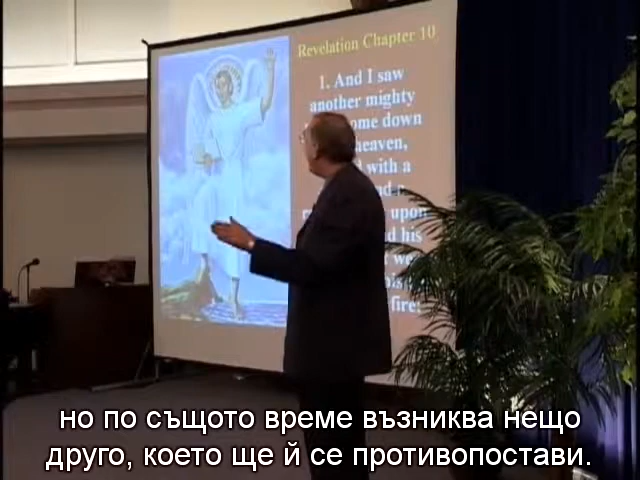 Revelation Chapter 10
1. And I saw
another mighty
come down
heaven,
with a
upon
his
fire:
но по същото време възниква нещо
друго, което ще й се противопостави.